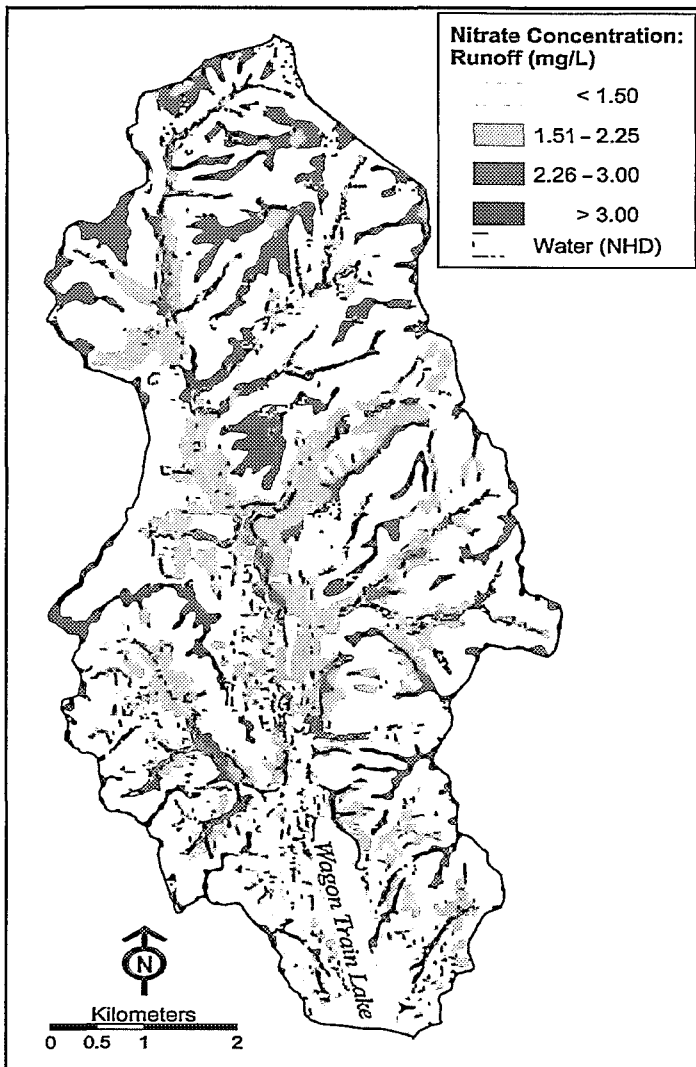 Nitrate Concentration:
Runoff (mg/L)
< 1.50
1.51 – 2.25
2.26 – 3.00
> 3.00
Water (NHD)
Wagon Train Lake
N
Kilometers
0 0.5 1 2